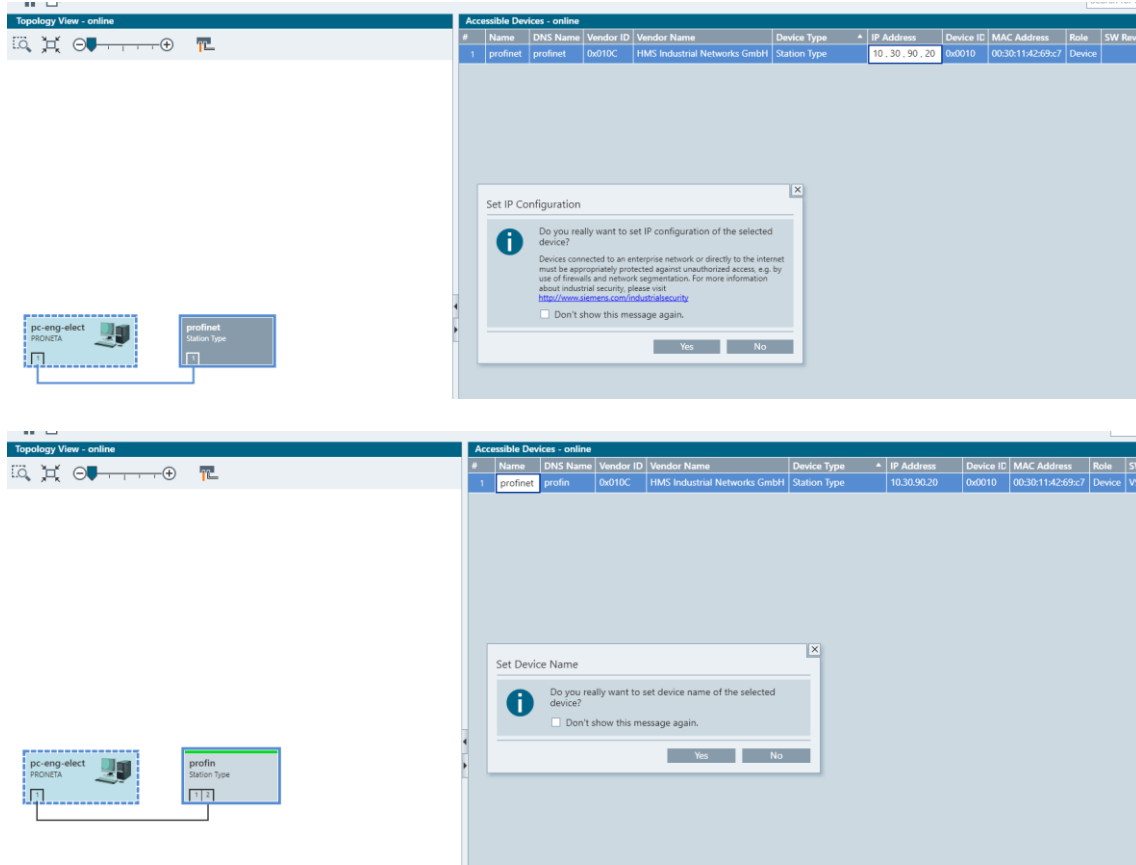 Topology View - online
Accessible Devices - online
# Name DNS Name Vendor ID Vendor Name Device Type IP Address Device ID MAC Address Role SW Rev
1 profinet profinet 0x010C HMS Industrial Networks GmbH Station Type 10 . 30 . 90 . 20 0x0010 00:30:11:42:69:c7 Device
Set IP Configuration
Do you really want to set IP configuration of the selected
device?
Devices connected to an enterprise network or directly to the internet
must be appropriately protected against unauthorized access, e.g. by
use of firewalls and network segmentation. For more information
about industrial security, please visit
http://www.siemens.com/industrialsecurity
Don't show this message again.
Yes No
pc-eng-elect
PRONETA
1
profinet
Station Type
1
Topology View - online
Accessible Devices - online
# Name DNS Name Vendor ID Vendor Name Device Type IP Address Device ID MAC Address Role
1 profinet profin 0x010C HMS Industrial Networks GmbH Station Type 10.30.90.20 0x0010 00:30:11:42:69:c7 Device
Set Device Name
Do you really want to set device name of the selected
device?
Don't show this message again.
Yes No
pc-eng-elect
PRONETA
1
profin
Station Type
1 2